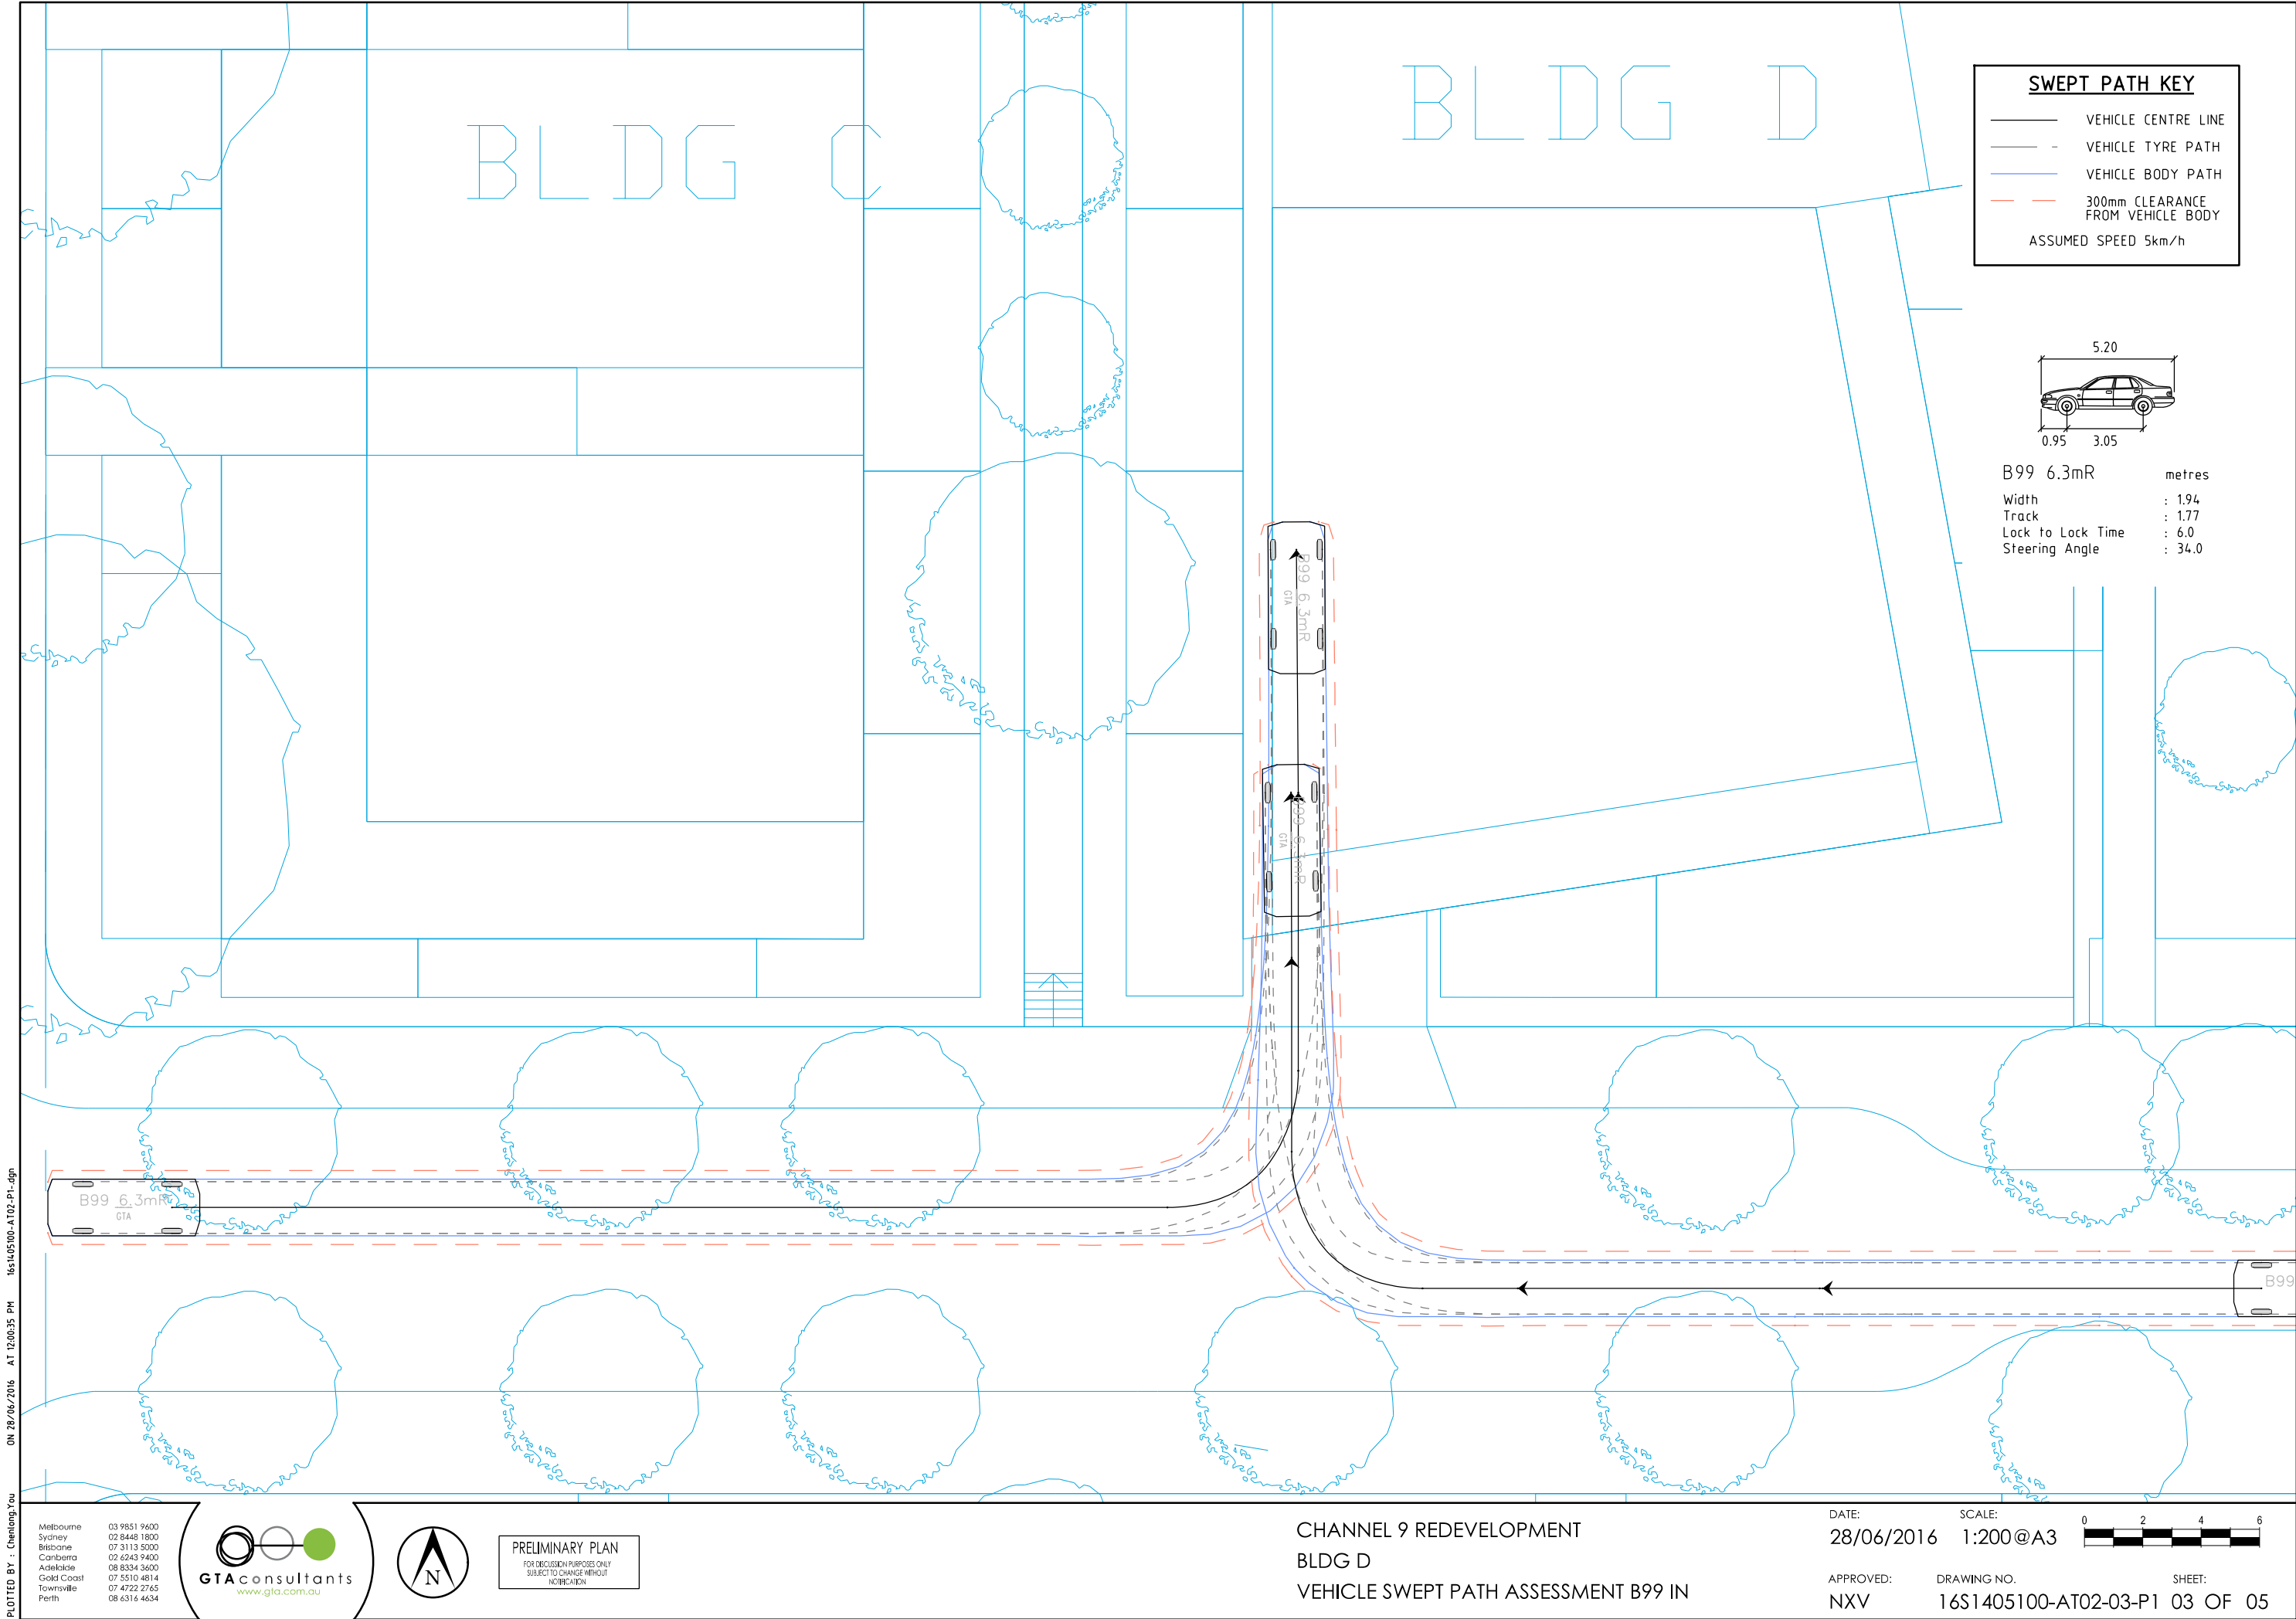 BLDG C
BLDG D
SWEPT PATH KEY
VEHICLE CENTRE LINE
VEHICLE TYRE PATH
VEHICLE BODY PATH
300mm CLEARANCE
FROM VEHICLE BODY
ASSUMED SPEED 5km/h
5.20
0.95 3.05
B99 6.3mR metres
Width : 1.94
Track : 1.77
Lock to Lock Time : 6.0
Steering Angle : 34.0
B99 6.3mR
GTA
B99 6.3mR
GTA
B99 6.3mR
GTA
B99
PLOTTED BY : Chenlong.You ON 28/06/2016 AT 12:00:35 PM 16s1405100-AT02-P1-.dgn
Melbourne 03 9851 9600
Sydney 02 8448 1800
Brisbane 07 3113 5000
Canberra 02 6243 9400
Adelaide 08 8334 3600
Gold Coast 07 5510 4814
Townsville 07 4722 2765
Perth 08 6316 4634
GTAconsultants
www.gta.com.au
N
PRELIMINARY PLAN
FOR DISCUSSION PURPOSES ONLY
SUBJECT TO CHANGE WITHOUT
NOTIFICATION
CHANNEL 9 REDEVELOPMENT
BLDG D
VEHICLE SWEPT PATH ASSESSMENT B99 IN
DATE: SCALE:
28/06/2016 1:200@A3
0 2 4 6
APPROVED: DRAWING NO. SHEET:
NXV 16S1405100-AT02-03-P1 03 OF 05